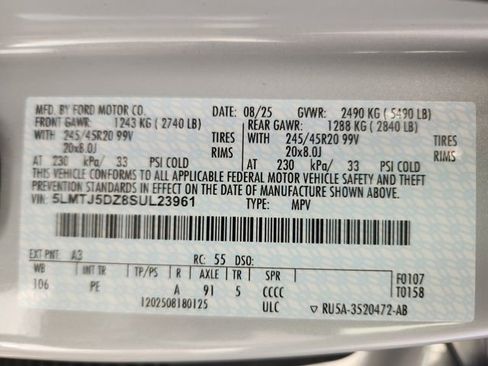 MFD. BY FORD MOTOR CO. DATE: 08/25 GVWR: 2490 KG ( 5490 LB)
FRONT GAWR: 1243 KG ( 2740 LB) REAR GAWR: 1288 KG ( 2840 LB)
WITH 245/45R20 99V TIRES WITH 245/45R20 99V TIRES
20x8.0J RIMS 20x8.0J RIMS
AT 230 kPa/ 33 PSI COLD AT 230 kPa/ 33 PSI COLD
THIS VEHICLE CONFORMS TO ALL APPLICABLE FEDERAL MOTOR VEHICLE SAFETY AND THEFT
PREVENTION STANDARDS IN EFFECT ON THE DATE OF MANUFACTURE SHOWN ABOVE.
VIN: 5LMTJ5DZ8SUL23961 TYPE: MPV
EXT PNT A3 RC: 55 DSO:
WB INT TR TP/PS R AXLE TR SPR F0107
106 PE A 91 5 CCCC T0158
1202508180125 ULC ▽ RU5A-3520472-AB